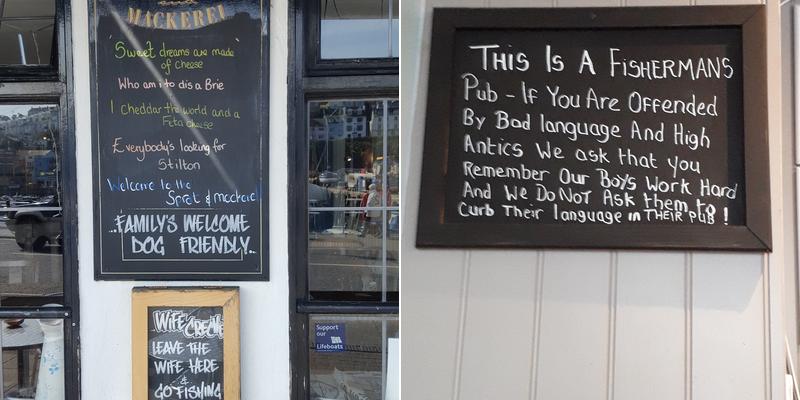 and
MACKEREL
"Sweet dreams are made
of cheese
Who am i to dis a Brie
I cheddar the world and a
Feta cheese
Everybody's looking for
Stilton
Welcome to the
Sprat & mackerel
..FAMILY'S WELCOME
DOG FRIENDLY..
WIFE CRECHE
LEAVE THE
WIFE HERE
&
GO FISHING
Support
our
Lifeboats
THIS IS A FISHERMANS
Pub - If You Are Offended
By Bad language And High
Antics We ask that you
Remember Our Boys Work Hard
And We Do Not Ask them to
Curb Their language in THEIR pub !